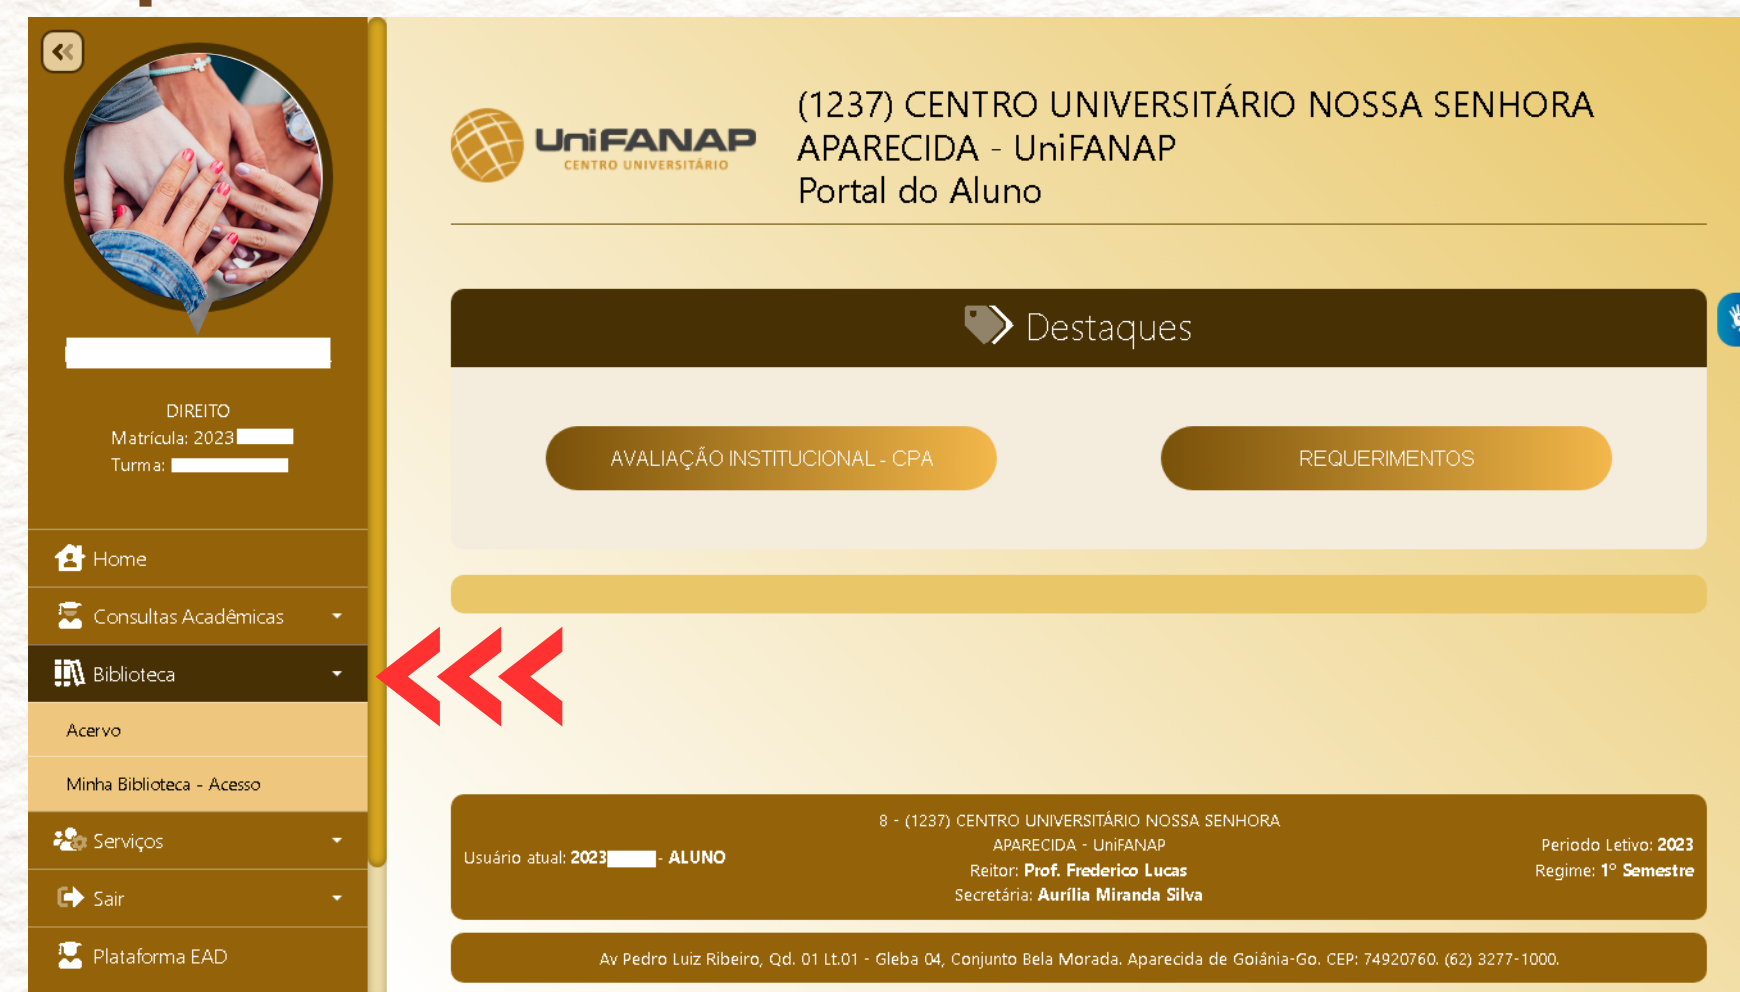 DIREITO
Matrícula: 2023
Turma:
Home
Consultas Acadêmicas
Biblioteca
Acervo
Minha Biblioteca - Acesso
Serviços
Sair
Plataforma EAD
UniFANAP
CENTRO UNIVERSITÁRIO
(1237) CENTRO UNIVERSITÁRIO NOSSA SENHORA
APARECIDA - UniFANAP
Portal do Aluno
Destaques
AVALIAÇÃO INSTITUCIONAL - CPA
REQUERIMENTOS
Usuário atual: 2023 - ALUNO
8 - (1237) CENTRO UNIVERSITÁRIO NOSSA SENHORA
APARECIDA - UniFANAP
Reitor: Prof. Frederico Lucas
Secretária: Aurília Miranda Silva
Periodo Letivo: 2023
Regime: 1º Semestre
Av Pedro Luiz Ribeiro, Qd. 01 Lt.01 - Gleba 04, Conjunto Bela Morada. Aparecida de Goiânia-Go. CEP: 74920760. (62) 3277-1000.